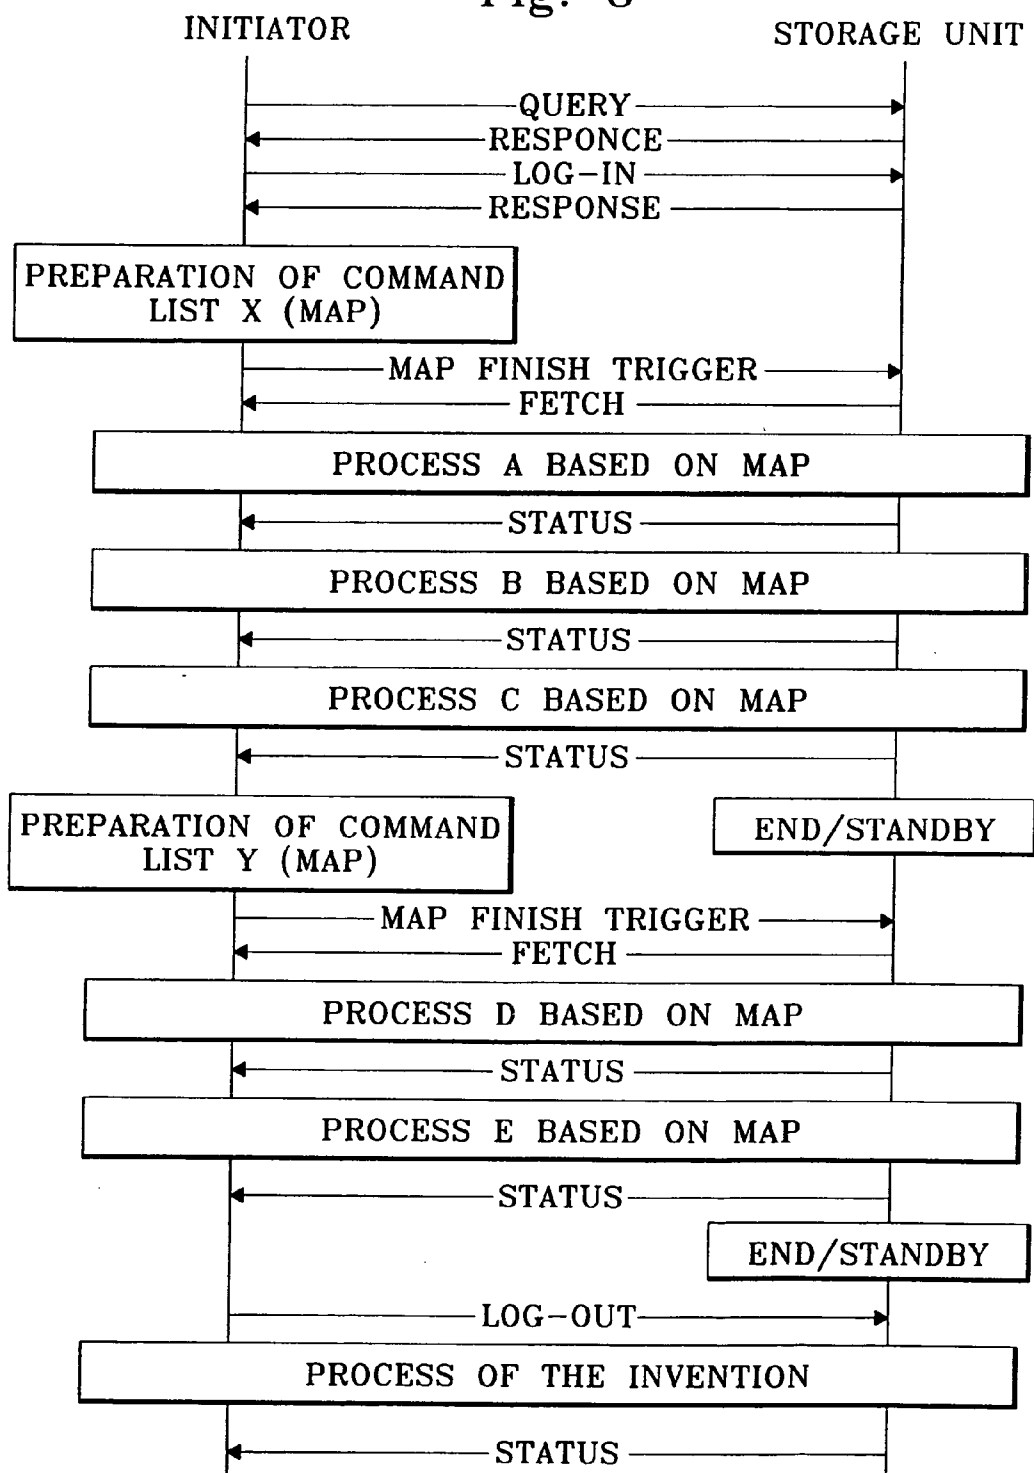 INITIATOR
STORAGE UNIT
QUERY
RESPONCE
LOG-IN
RESPONSE
PREPARATION OF COMMAND
LIST X (MAP)
MAP FINISH TRIGGER
FETCH
PROCESS A BASED ON MAP
STATUS
PROCESS B BASED ON MAP
STATUS
PROCESS C BASED ON MAP
STATUS
PREPARATION OF COMMAND
LIST Y (MAP)
END/STANDBY
MAP FINISH TRIGGER
FETCH
PROCESS D BASED ON MAP
STATUS
PROCESS E BASED ON MAP
STATUS
END/STANDBY
LOG-OUT
PROCESS OF THE INVENTION
STATUS